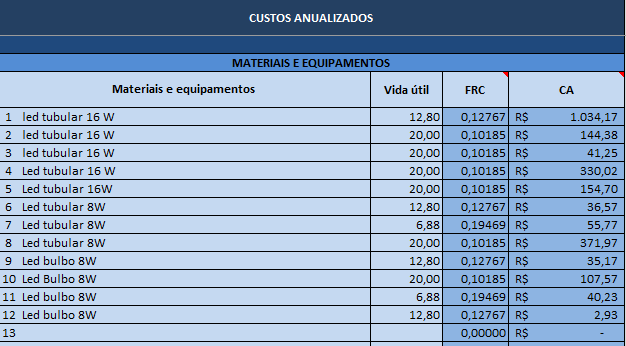 CUSTOS ANUALIZADOS
MATERIAIS E EQUIPAMENTOS
Materiais e equipamentos Vida útil FRC CA
1 led tubular 16 W 12,80 0,12767 R$ 1.034,17
2 led tubular 16 W 20,00 0,10185 R$ 144,38
3 led tubular 16 W 20,00 0,10185 R$ 41,25
4 Led tubular 16 W 20,00 0,10185 R$ 330,02
5 Led tubular 16W 20,00 0,10185 R$ 154,70
6 Led tubular 8W 12,80 0,12767 R$ 36,57
7 Led tubular 8W 6,88 0,19469 R$ 55,77
8 Led tubular 8W 20,00 0,10185 R$ 371,97
9 Led bulbo 8W 12,80 0,12767 R$ 35,17
10 Led Bulbo 8W 20,00 0,10185 R$ 107,57
11 Led bulbo 8W 6,88 0,19469 R$ 40,23
12 Led bulbo 8W 12,80 0,12767 R$ 2,93
13 0,00000 R$ -